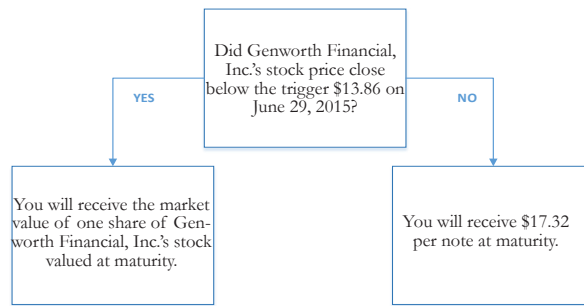 Did Genworth Financial,
Inc.'s stock price close
below the trigger $13.86 on
June 29, 2015?
YES
NO
You will receive the market
value of one share of Gen-
worth Financial, Inc.'s stock
valued at maturity.
You will receive $17.32
per note at maturity.